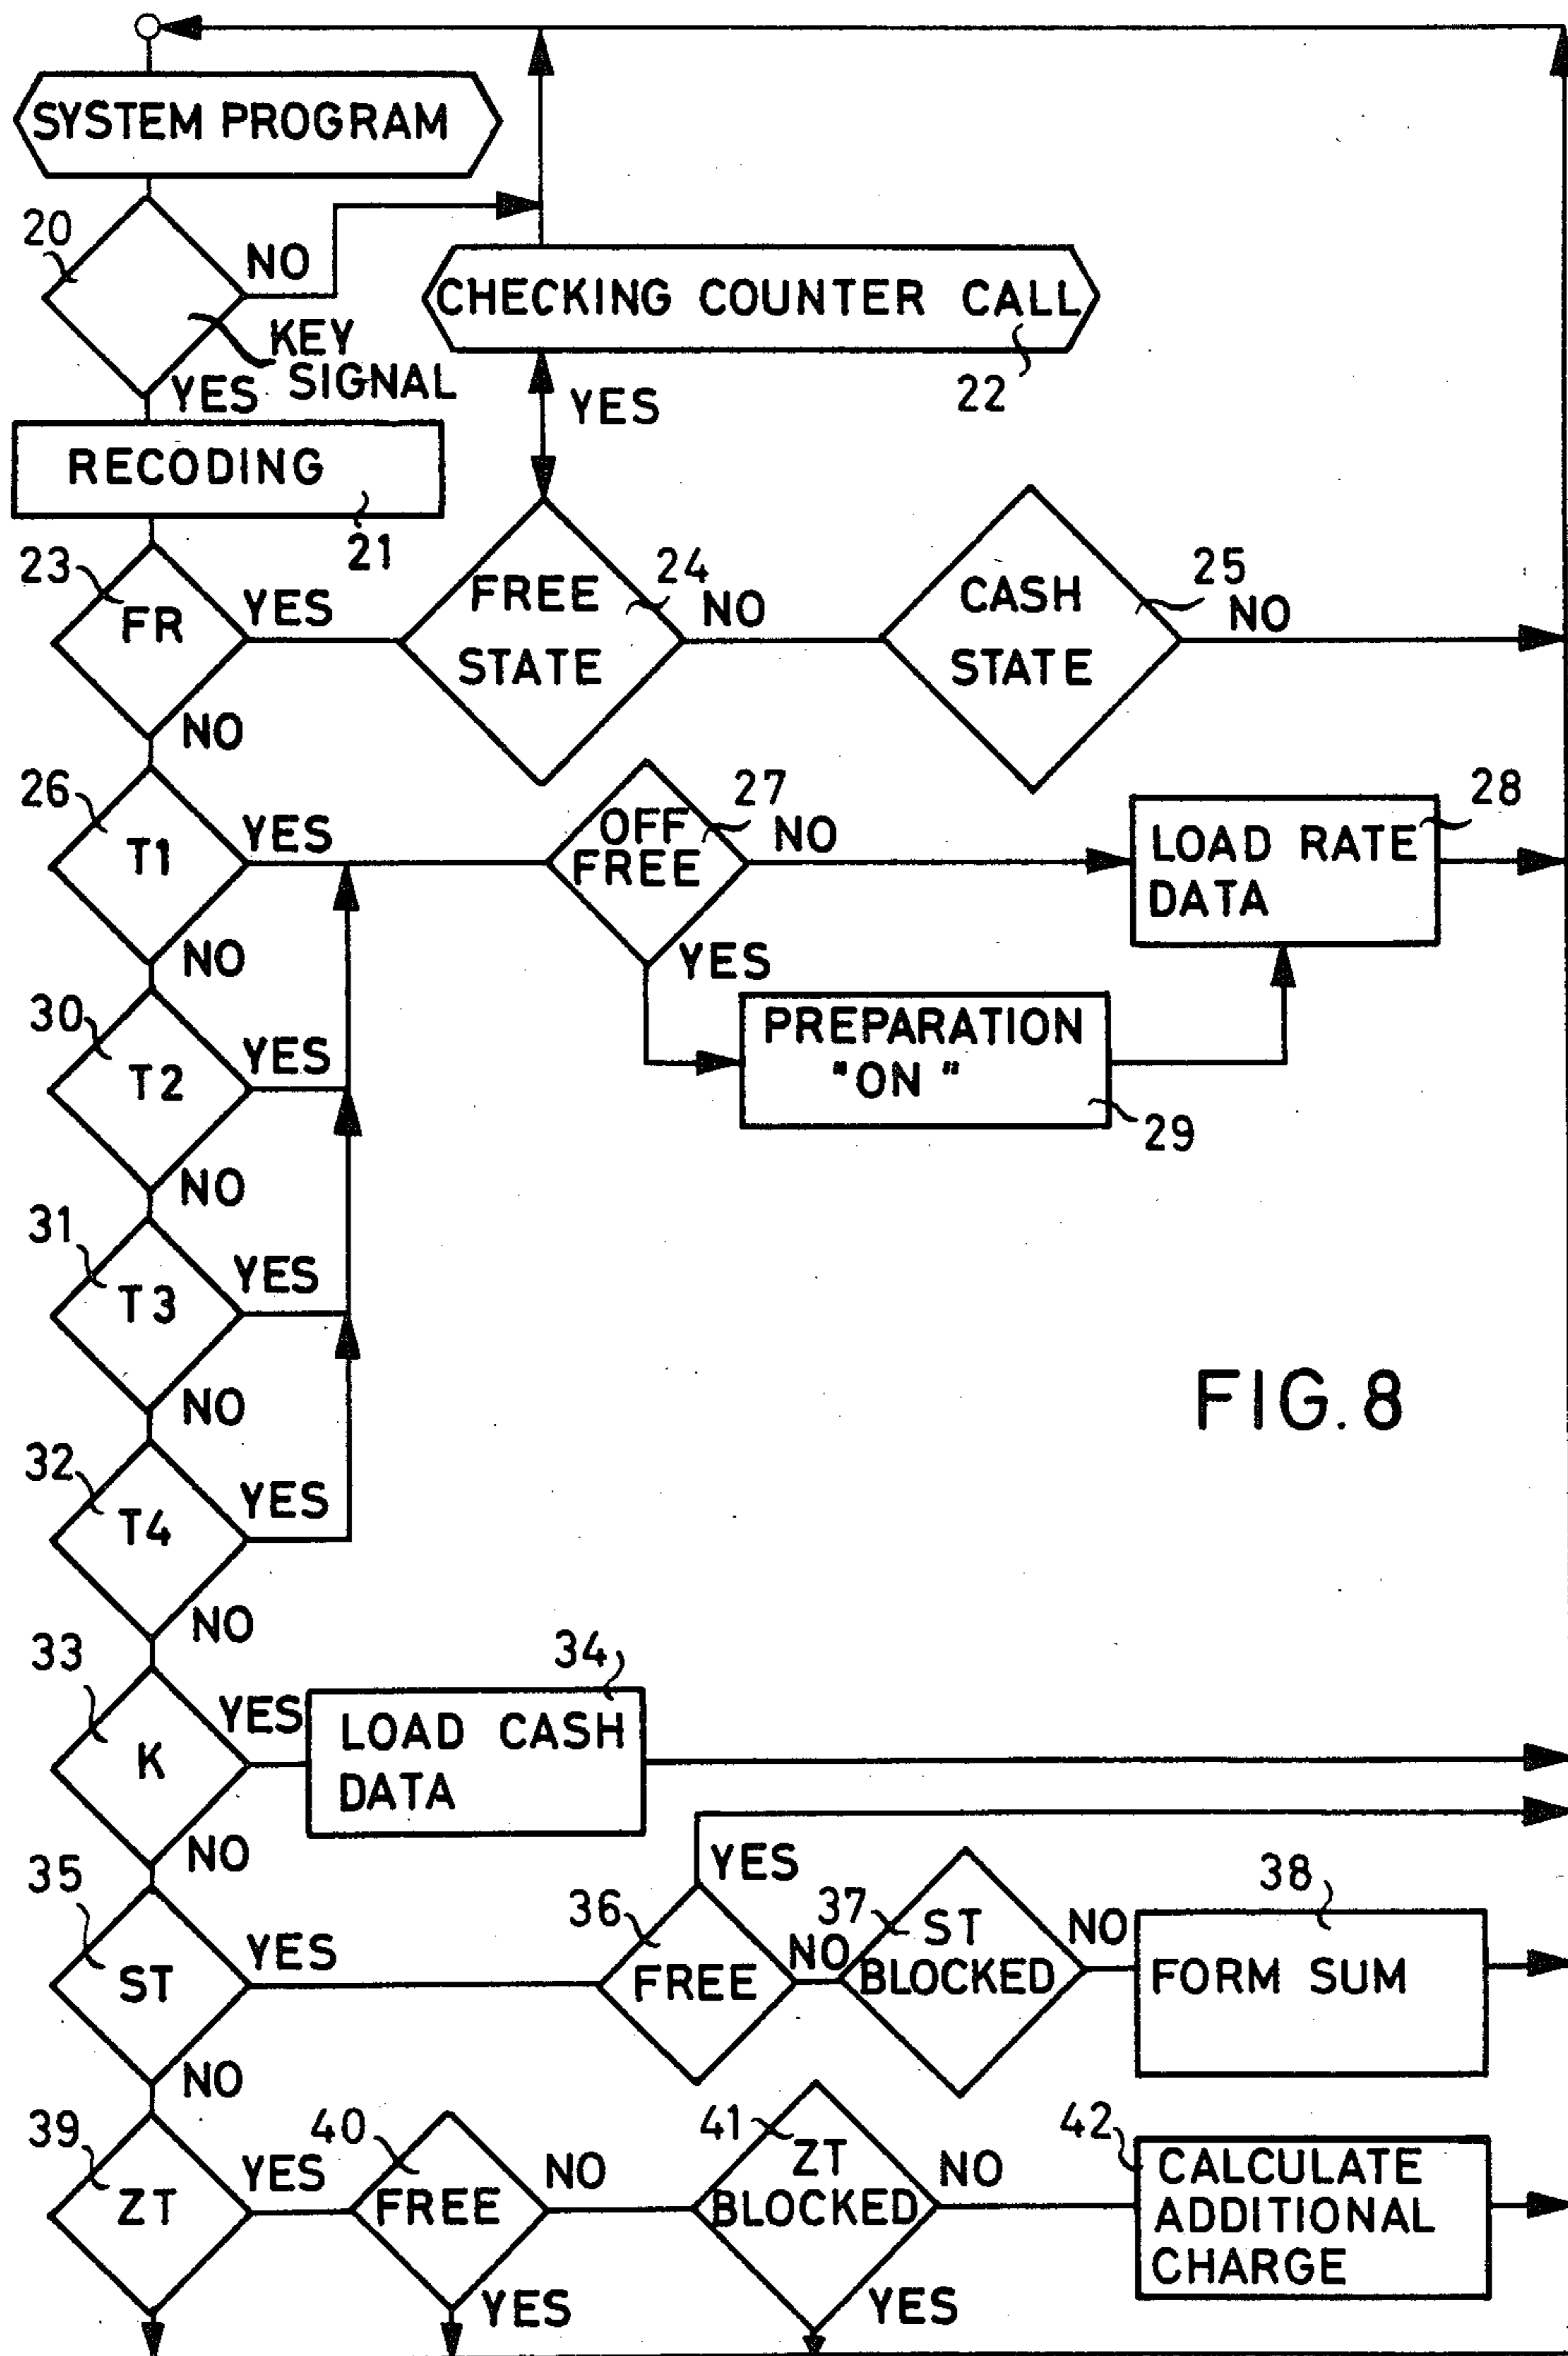 SYSTEM PROGRAM
20
NO
KEY
SIGNAL
YES
CHECKING COUNTER CALL
22
YES
RECODING
21
23
FR
YES
FREE
STATE
24
NO
CASH
STATE
25
NO
NO
26
T1
YES
OFF
FREE
27
NO
LOAD RATE
DATA
28
NO
YES
PREPARATION
"ON"
29
30
T2
YES
NO
31
T3
YES
NO
FIG. 8
32
T4
YES
NO
33
K
YES
34
LOAD CASH
DATA
NO
35
ST
YES
YES
36
FREE
NO
37
ST
BLOCKED
NO
38
FORM SUM
NO
39
ZT
YES
40
FREE
NO
YES
41
ZT
BLOCKED
NO
YES
42
CALCULATE
ADDITIONAL
CHARGE